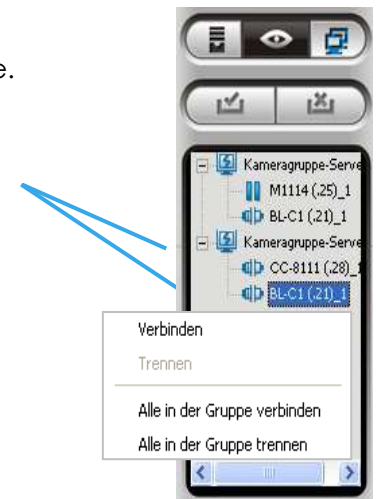 e.
Kameragruppe-Serve
M1114 (.25)_1
BL-C1 (.21)_1
Kameragruppe-Serve
CC-8111 (.28)_1
BL-C1 (.21)_1
Verbinden
Trennen
Alle in der Gruppe verbinden
Alle in der Gruppe trennen